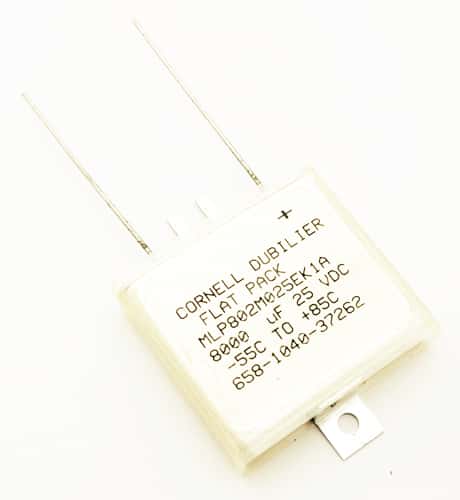 +
CORNELL DUBILIER
FLAT PACK
MLP802M025EK1A
8000 uF 25 VDC
-55C TO +85C
658-1040-37262